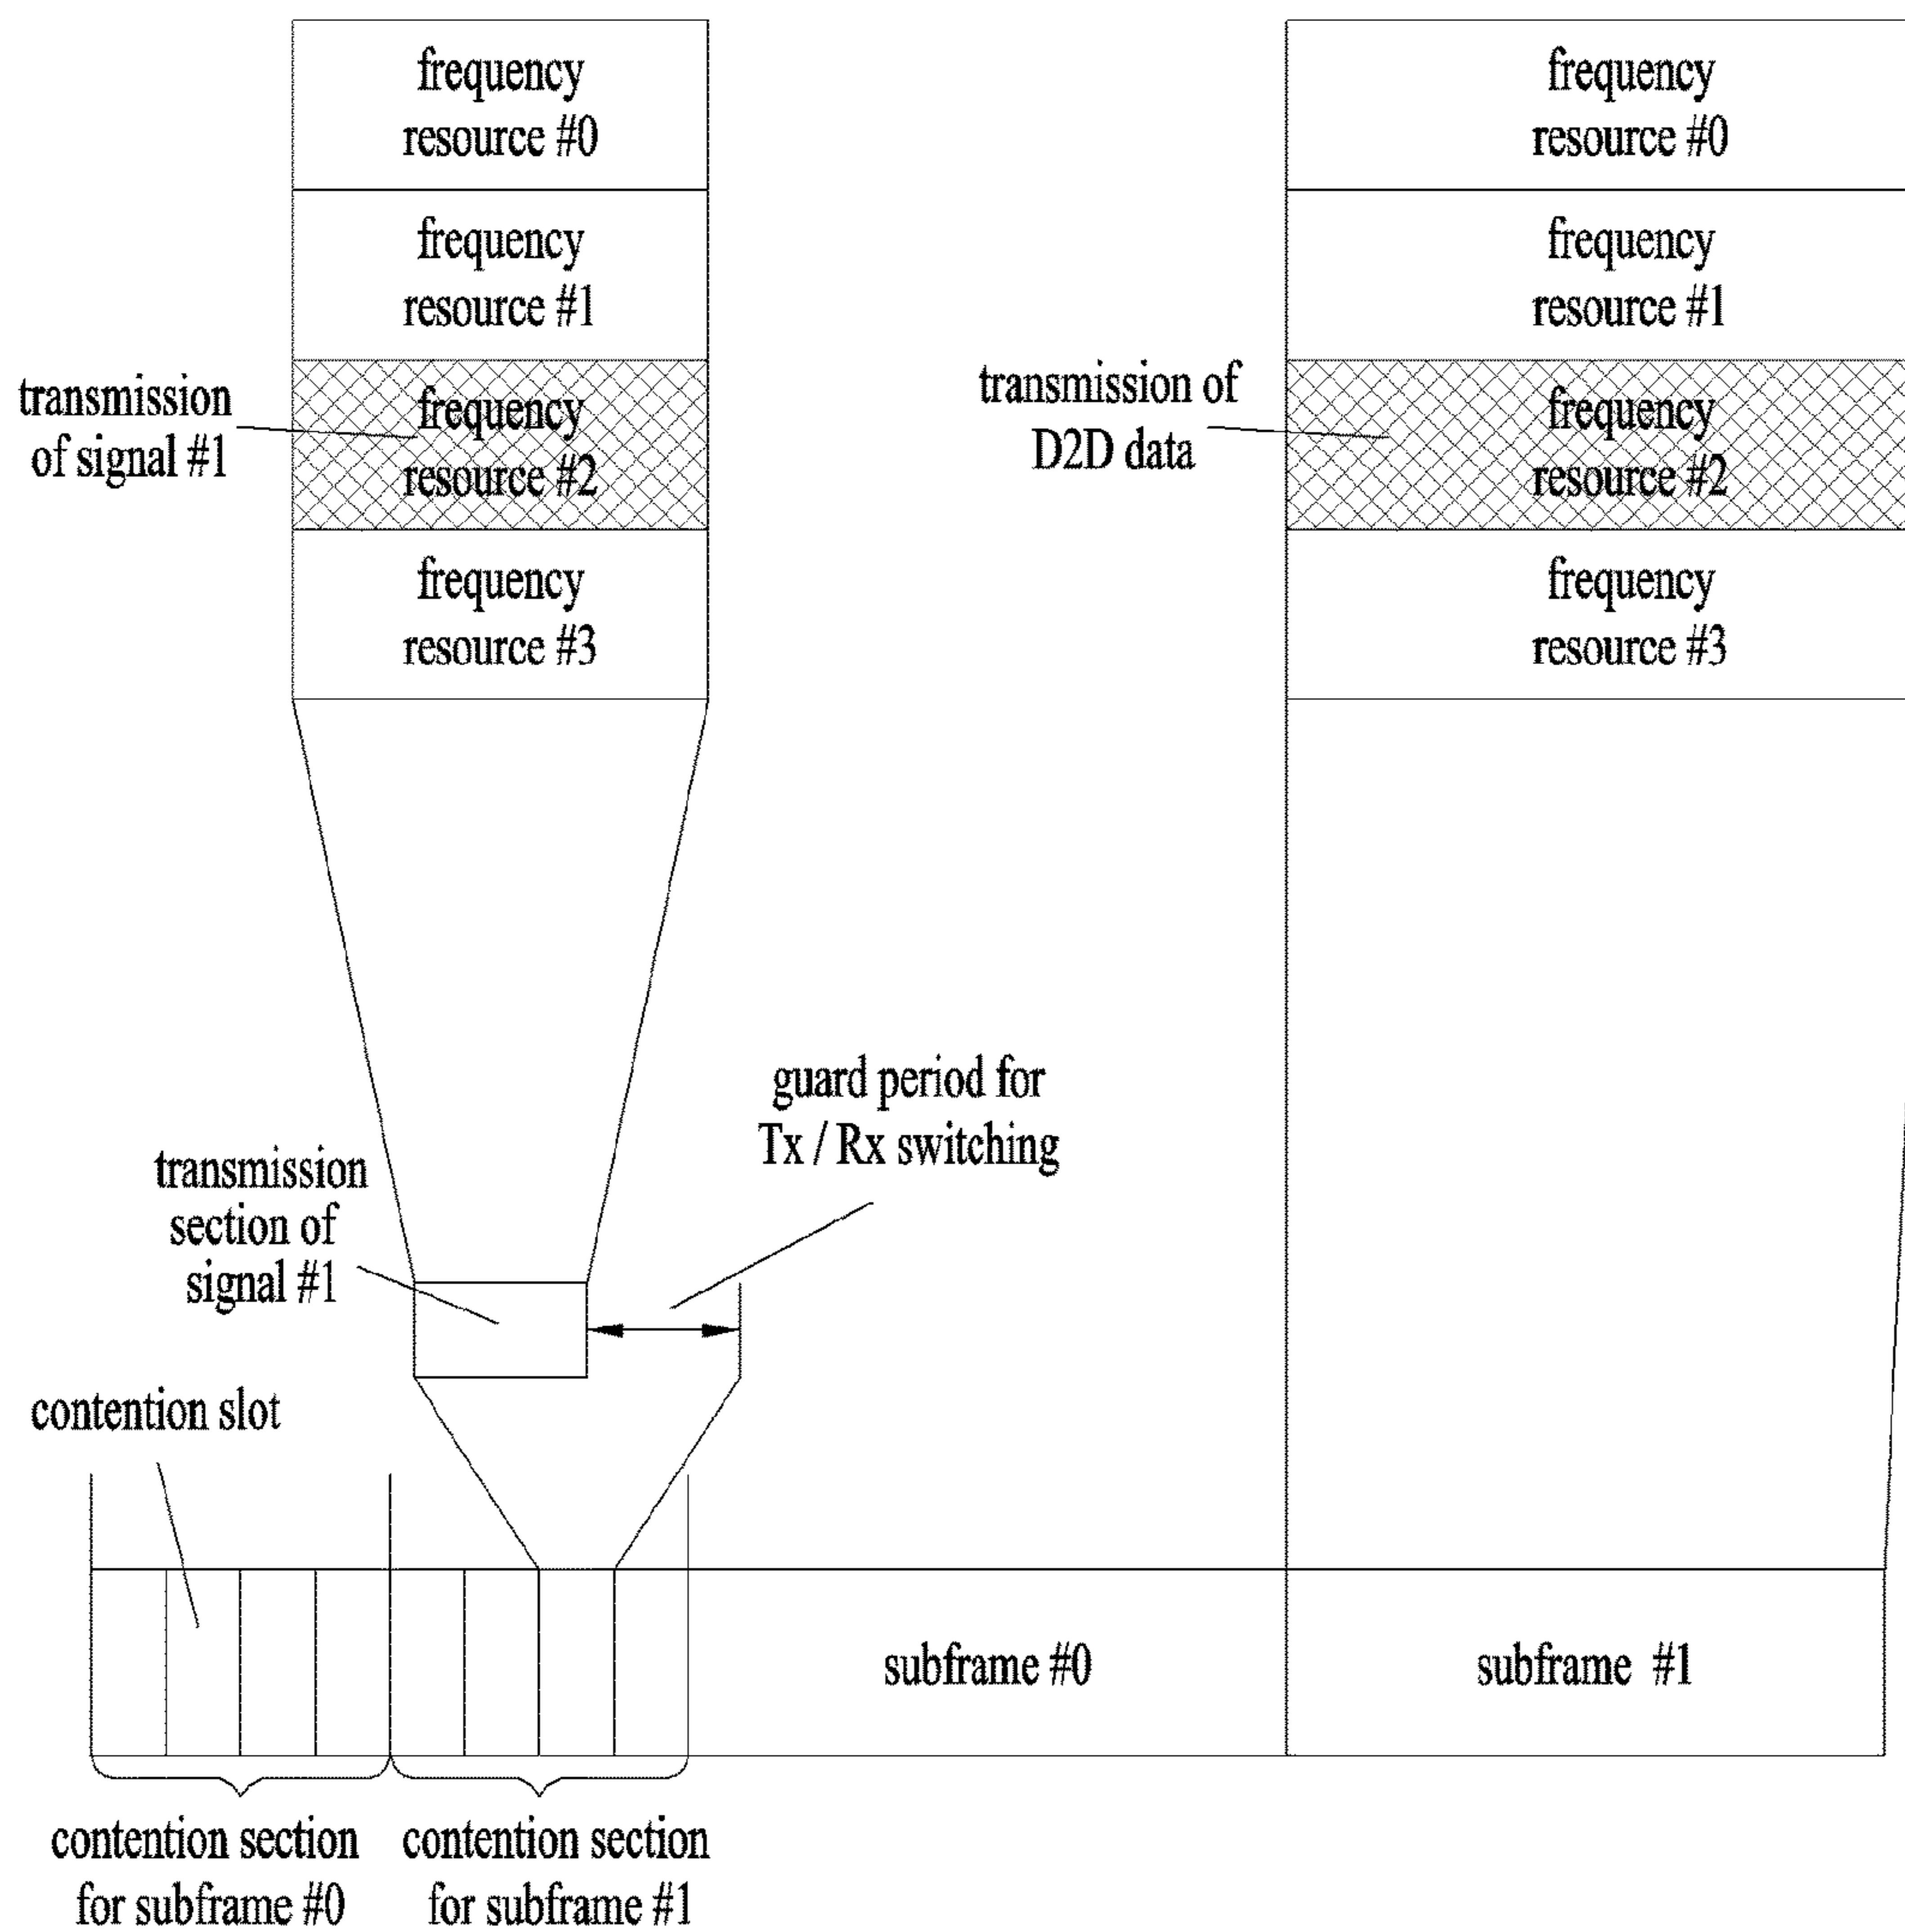 frequency
resource #0
frequency
resource #1
transmission
of signal #1
frequency
resource #2
frequency
resource #3
frequency
resource #0
frequency
resource #1
transmission of
D2D data
frequency
resource #2
frequency
resource #3
guard period for
Tx / Rx switching
transmission
section of
signal #1
contention slot
subframe #0
subframe #1
contention section
for subframe #0
contention section
for subframe #1